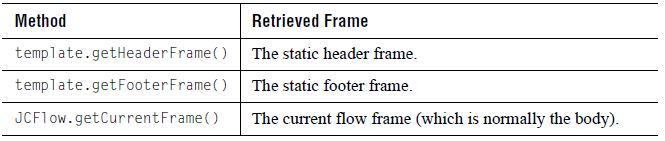 Method Retrieved Frame
template.getHeaderFrame() The static header frame.
template.getFooterFrame() The static footer frame.
JCFlow.getCurrentFrame() The current flow frame (which is normally the body).